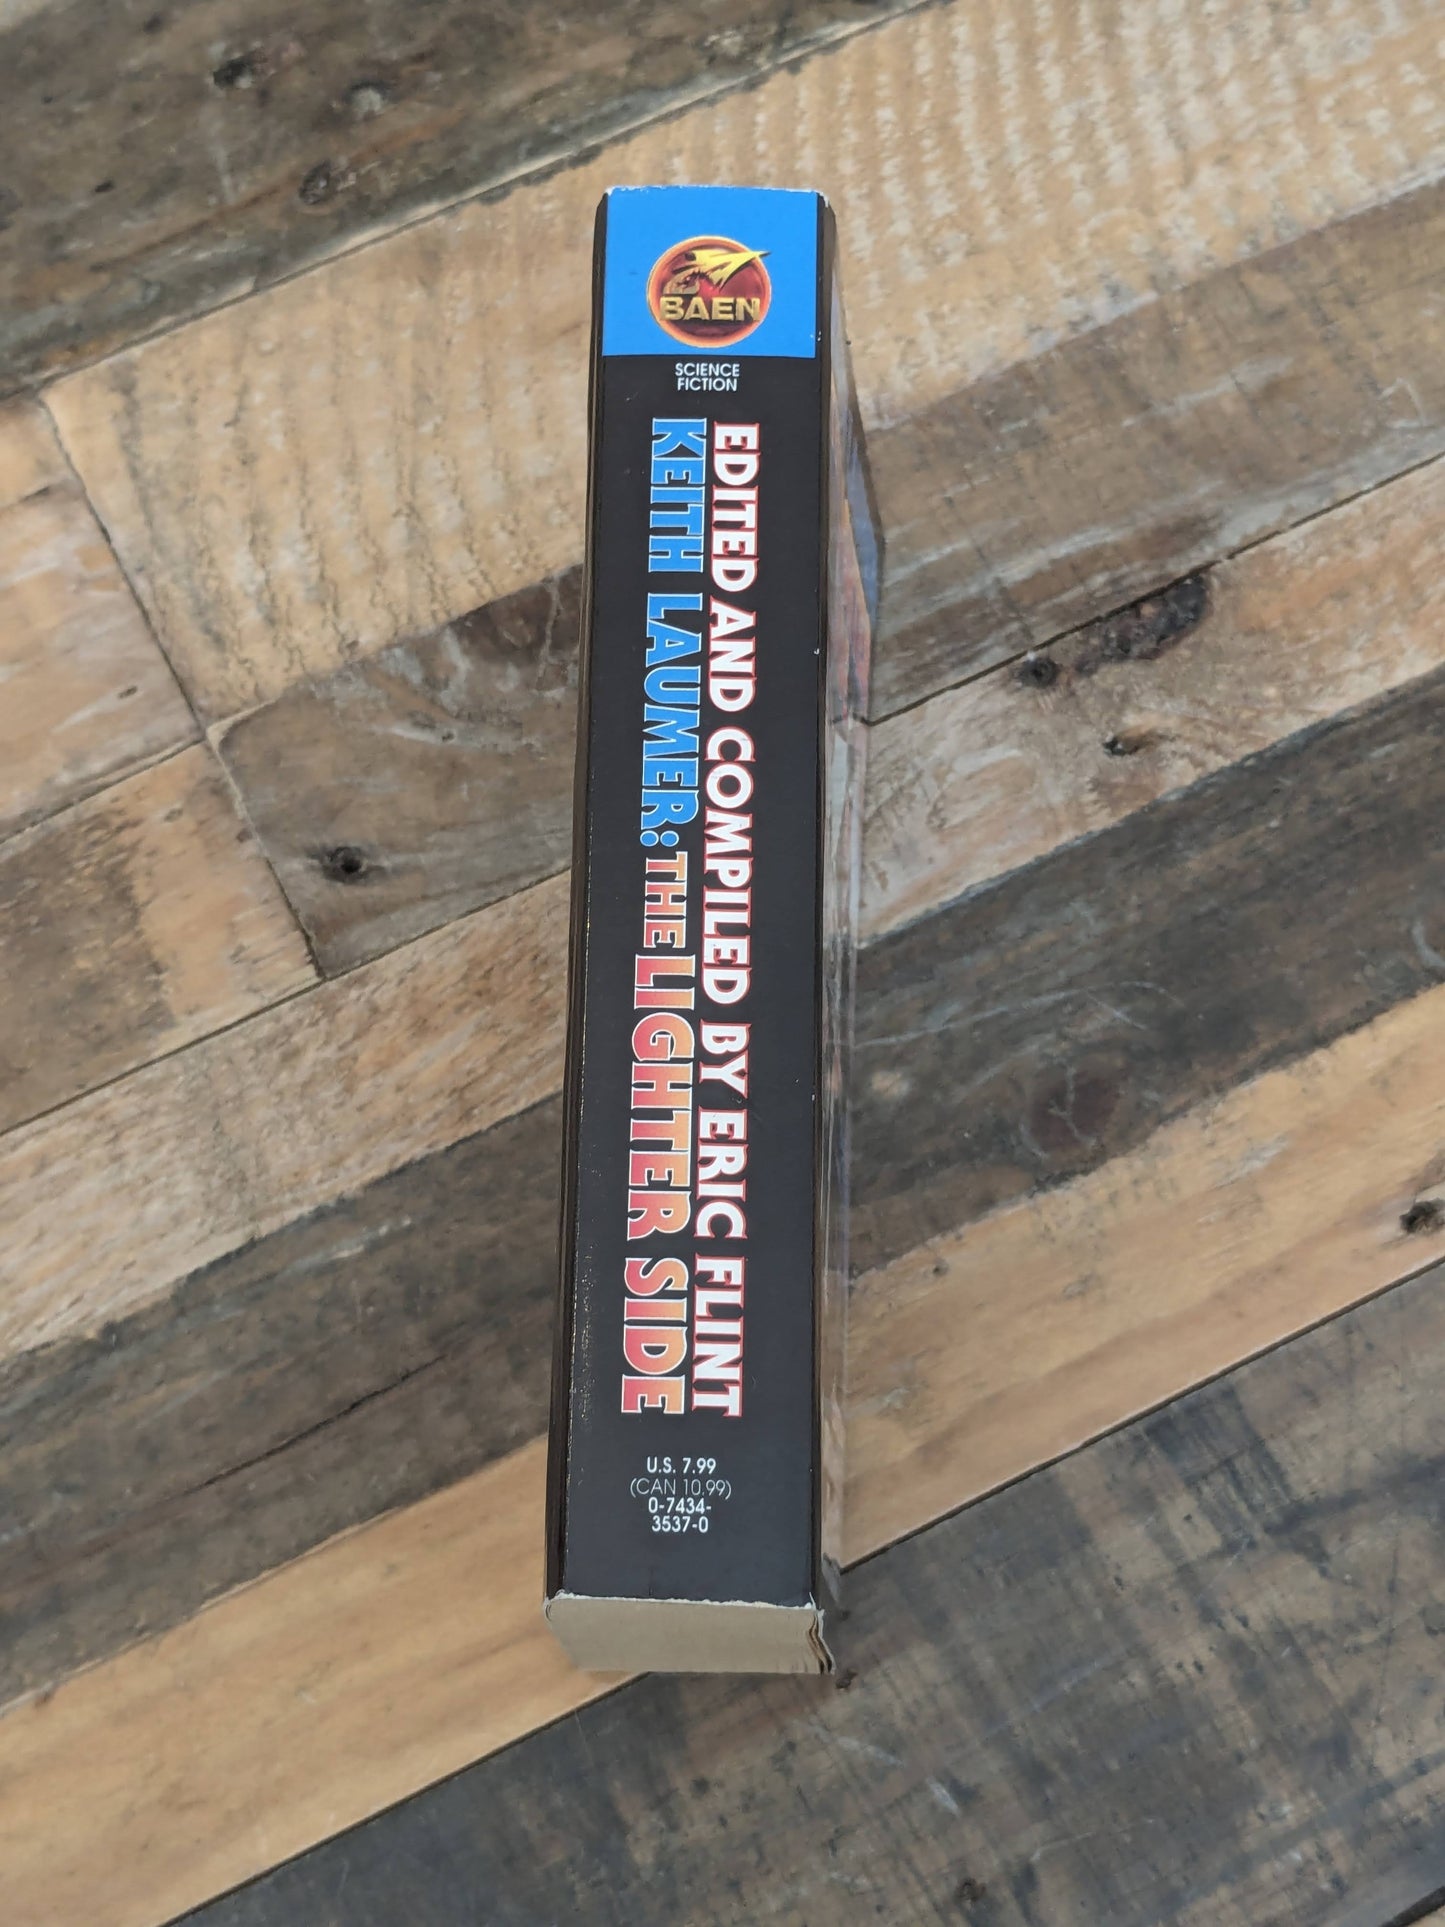 BAEN
SCIENCE
FICTION
EDITED AND COMPILED BY ERIC FLINT
KEITH LAUMER: THE LIGHTER SIDE
U.S. 7.99
(CAN 10.99)
0-7434-
3537-0